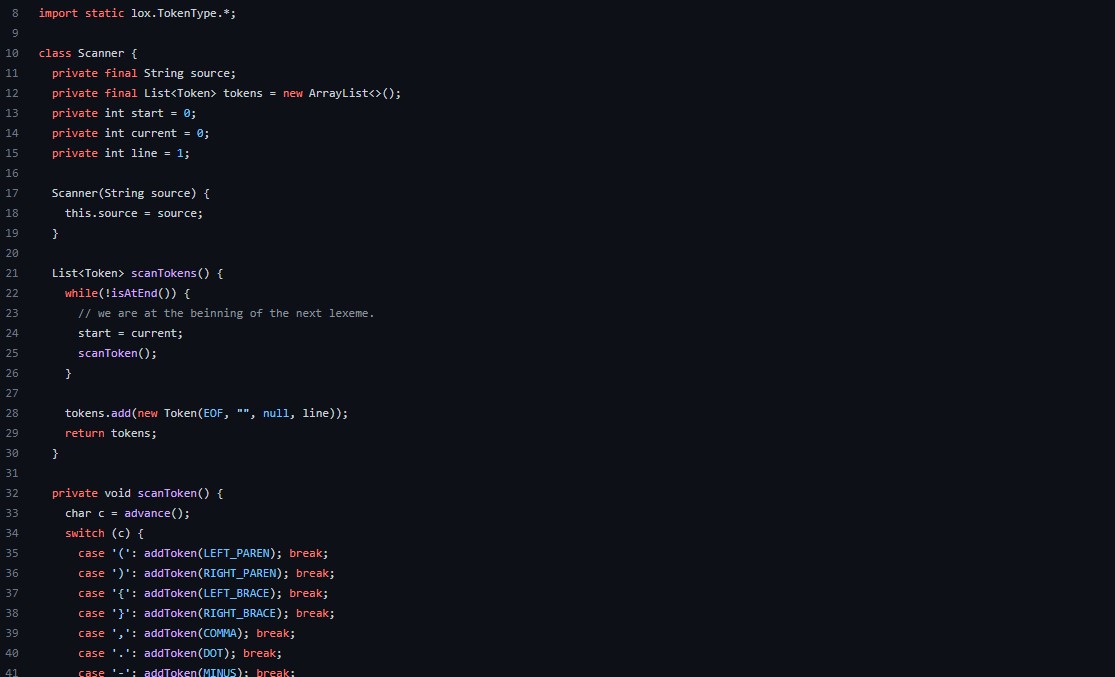 8 import static lox.TokenType.*;
9
10 class Scanner {
11   private final String source;
12   private final List<Token> tokens = new ArrayList<>();
13   private int start = 0;
14   private int current = 0;
15   private int line = 1;
16
17   Scanner(String source) {
18     this.source = source;
19   }
20
21   List<Token> scanTokens() {
22     while(!isAtEnd()) {
23       // we are at the beinning of the next lexeme.
24       start = current;
25       scanToken();
26     }
27
28     tokens.add(new Token(EOF, "", null, line));
29     return tokens;
30   }
31
32   private void scanToken() {
33     char c = advance();
34     switch (c) {
35       case '(': addToken(LEFT_PAREN); break;
36       case ')': addToken(RIGHT_PAREN); break;
37       case '{': addToken(LEFT_BRACE); break;
38       case '}': addToken(RIGHT_BRACE); break;
39       case ',': addToken(COMMA); break;
40       case '.': addToken(DOT); break;
41       case '-': addToken(MINUS); break;